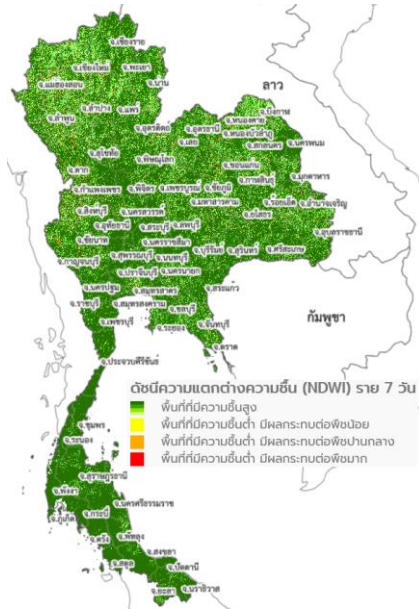 จ.เชียงราย
จ.เชียงใหม่
จ.พะเยา
จ.แม่ฮ่องสอน
จ.น่าน
ลาว
จ.ลำปาง
จ.แพร่
จ.ลำพูน
จ.บึงกาฬ
จ.หนองคาย
จ.อุตรดิตถ์
จ.อุดรธานี
จ.หนองบัวลำภู
จ.เลย
จ.สกลนคร
จ.นครพนม
จ.สุโขทัย
จ.พิษณุโลก
จ.ตาก
จ.ขอนแก่น
จ.กาฬสินธุ์
จ.มุกดาหาร
จ.กำแพงเพชร
จ.พิจิตร
จ.เพชรบูรณ์
จ.ชัยภูมิ
จ.มหาสารคาม
จ.ร้อยเอ็ด
จ.อำนาจเจริญ
จ.ยโสธร
จ.สิงห์บุรี
จ.นครสวรรค์
จ.อุทัยธานี
จ.สระบุรี
จ.ลพบุรี
จ.อุบลราชธานี
จ.ชัยนาท
จ.นครราชสีมา
จ.บุรีรัมย์
จ.สุรินทร์
จ.ศรีสะเกษ
จ.สุพรรณบุรี
จ.นนทบุรี
จ.กาญจนบุรี
จ.ปราจีนบุรี
จ.นครนายก
จ.นครปฐม
จ.สมุทรสาคร
จ.สระแก้ว
จ.ราชบุรี
จ.สมุทรสงคราม
จ.ชลบุรี
กัมพูชา
จ.เพชรบุรี
จ.ระยอง
จ.จันทบุรี
จ.ตราด
จ.ประจวบคีรีขันธ์
ดัชนีความแตกต่างความชื้น (NDWI) ราย 7 วัน
พื้นที่ที่มีความชื้นสูง
พื้นที่ที่มีความชื้นต่ำ มีผลกระทบต่อพืชน้อย
พื้นที่ที่มีความชื้นต่ำ มีผลกระทบต่อพืชปานกลาง
พื้นที่ที่มีความชื้นต่ำ มีผลกระทบต่อพืชมาก
จ.ชุมพร
จ.ระนอง
จ.สุราษฎร์ธานี
จ.พังงา
จ.นครศรีธรรมราช
จ.ภูเก็ต
จ.กระบี่
จ.ตรัง
จ.พัทลุง
จ.สงขลา
จ.สตูล
จ.ปัตตานี
จ.ยะลา
จ.นราธิวาส